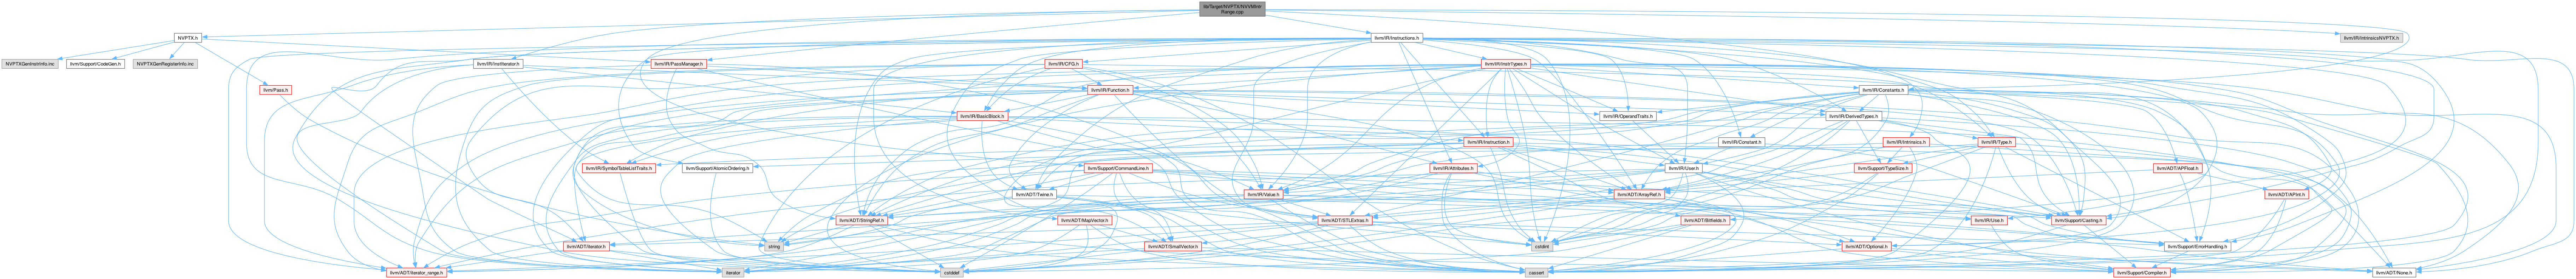 lib/Target/NVPTX/NVVMIntr
Range.cpp
NVPTX.h
llvm/IR/Instructions.h
llvm/IR/IntrinsicsNVPTX.h
NVPTXGenInstrInfo.inc
llvm/Support/CodeGen.h
NVPTXGenRegisterInfo.inc
llvm/IR/InstIterator.h
llvm/IR/PassManager.h
llvm/IR/CFG.h
llvm/IR/InstrTypes.h
llvm/Pass.h
llvm/IR/Function.h
llvm/IR/Constants.h
llvm/IR/BasicBlock.h
llvm/IR/OperandTraits.h
llvm/IR/DerivedTypes.h
llvm/IR/Instruction.h
llvm/IR/Constant.h
llvm/IR/Intrinsics.h
llvm/IR/Type.h
llvm/IR/SymbolTableListTraits.h
llvm/Support/AtomicOrdering.h
llvm/Support/CommandLine.h
llvm/IR/Attributes.h
llvm/IR/User.h
llvm/Support/TypeSize.h
llvm/ADT/APFloat.h
llvm/ADT/Twine.h
llvm/IR/Value.h
llvm/ADT/ArrayRef.h
llvm/ADT/APInt.h
llvm/ADT/StringRef.h
llvm/ADT/MapVector.h
llvm/ADT/STLExtras.h
llvm/ADT/Bitfields.h
llvm/IR/Use.h
llvm/Support/Casting.h
llvm/ADT/iterator.h
string
llvm/ADT/SmallVector.h
cstdint
llvm/ADT/Optional.h
llvm/Support/ErrorHandling.h
llvm/ADT/iterator_range.h
iterator
cstddef
cassert
llvm/Support/Compiler.h
llvm/ADT/None.h